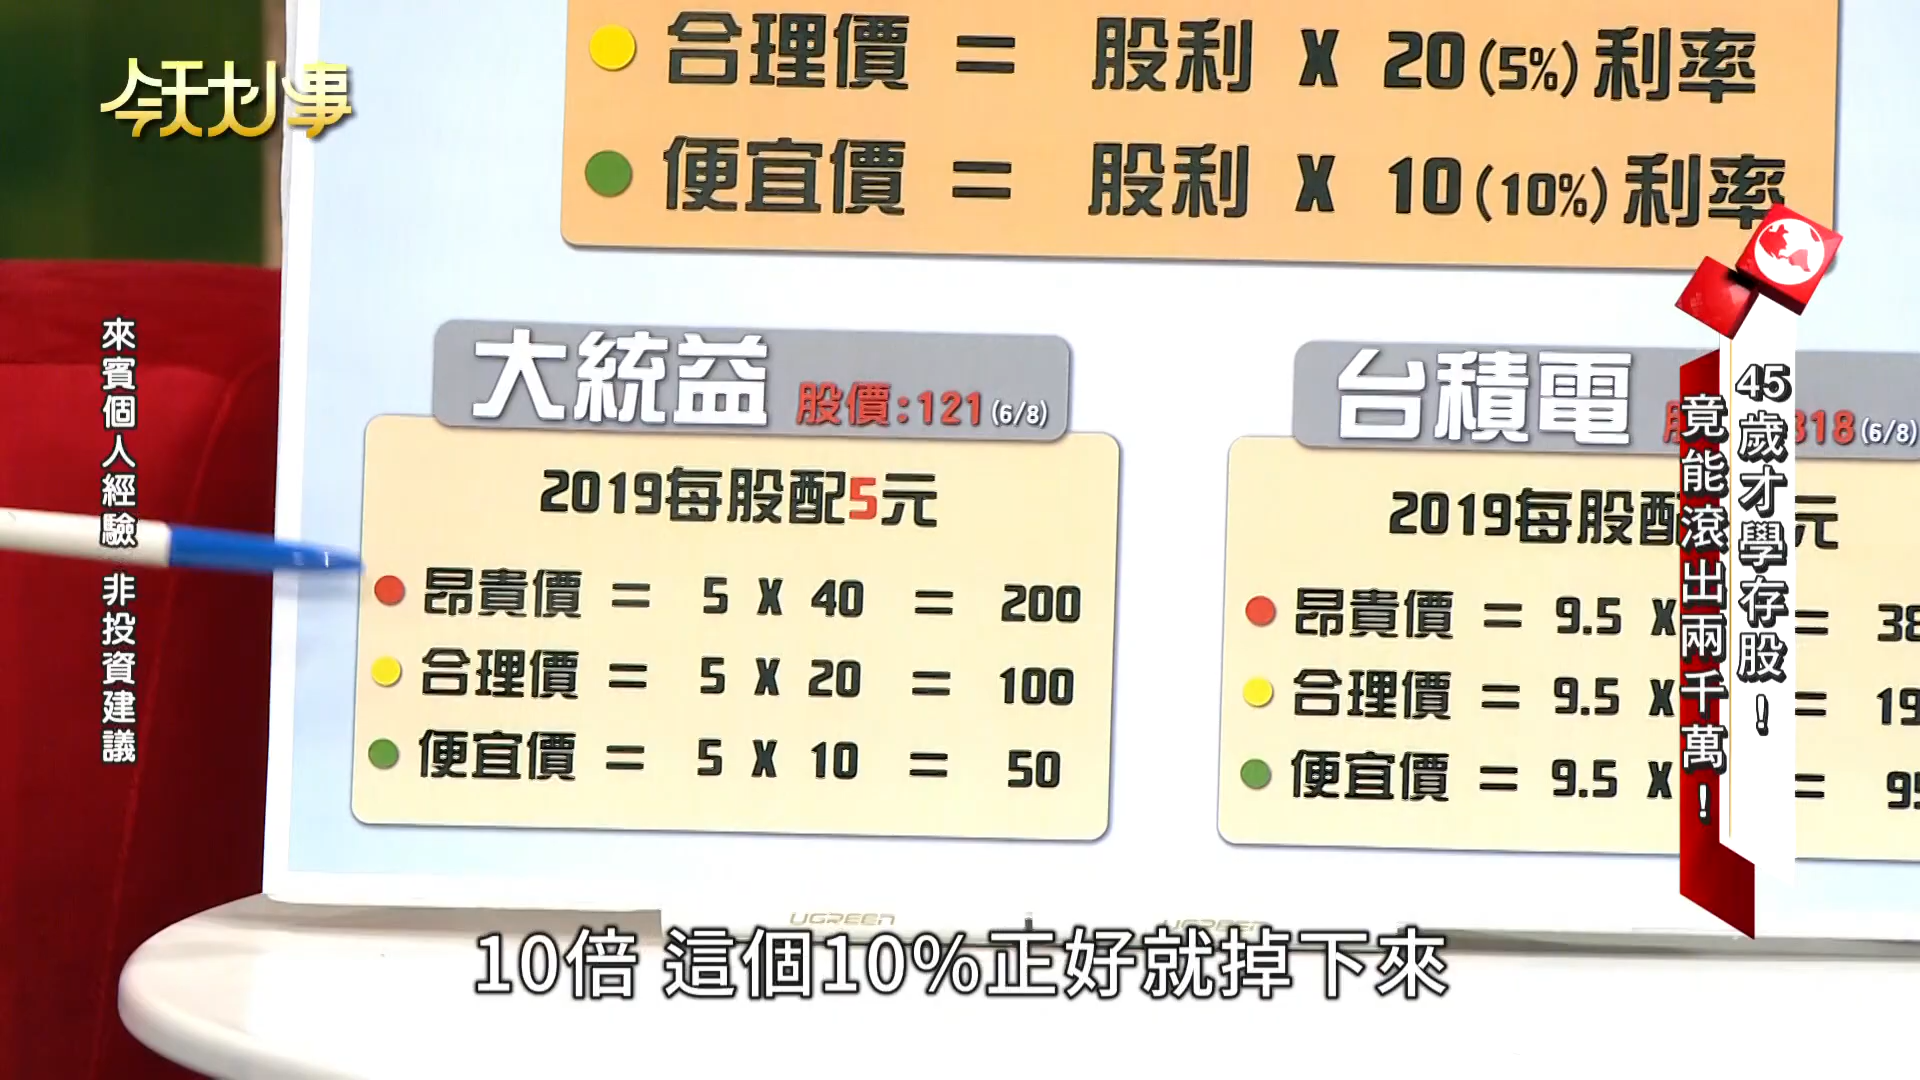 今天大小事
合理價 = 股利 X 20(5%)利率
便宜價 = 股利 X 10(10%)利率
來賓個人經驗 非投資建議
大統益 股價:121(6/8)
2019每股配5元
昂貴價 = 5 X 40 = 200
合理價 = 5 X 20 = 100
便宜價 = 5 X 10 = 50
台積電 318(6/8)
2019每股配 元
昂貴價 = 9.5 X = 38
合理價 = 9.5 X = 19
便宜價 = 9.5 X = 95
45歲才學存股！
竟能滾出兩千萬！
UGREEN
UGREEN
10倍 這個10%正好就掉下來